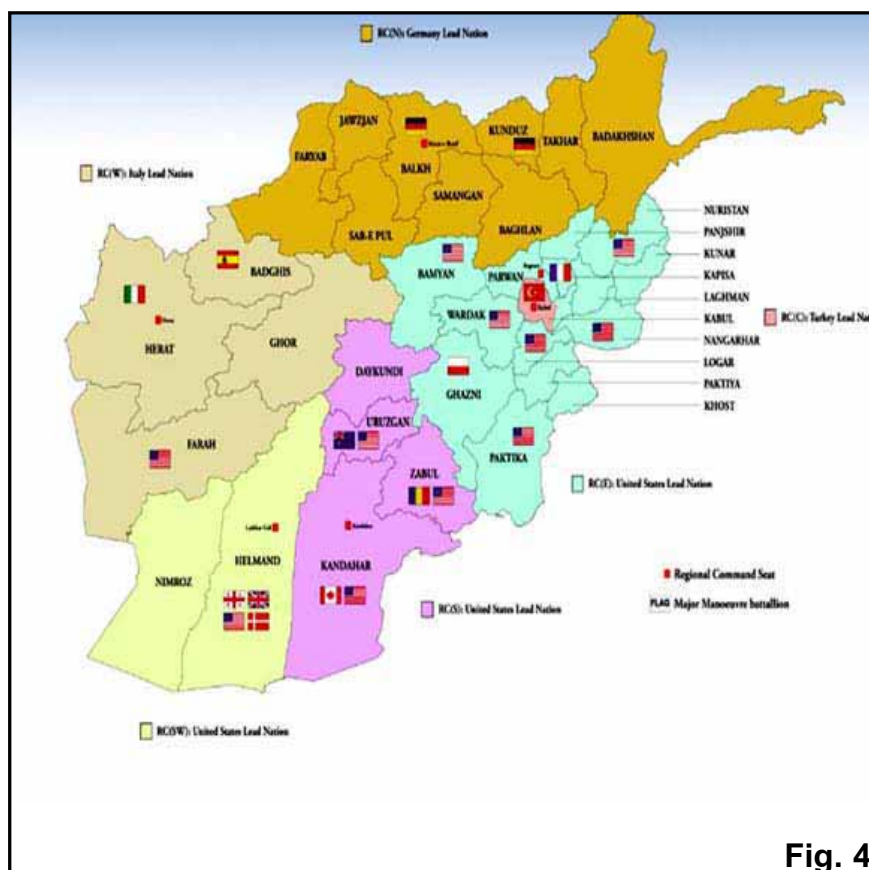 RC(N): Germany Lead Nation
JAWZJAN
KUNDUZ
TAKHAR
BADAKHSHAN
FARYAB
BALKH
SAMANGAN
RC(W): Italy Lead Nation
SAR-E PUL
BAGHLAN
NURISTAN
PANJSHIR
KUNAR
KAPISA
LAGHMAN
KABUL
RC(C): Turkey Lead Nat
NANGARHAR
LOGAR
PAKTIYA
KHOST
BADGHIS
BAMYAN
PARWAN
WARDAK
HERAT
GHOR
DAYKUNDI
GHAZNI
URUZGAN
FARAH
ZABUL
PAKTIKA
RC(E): United States Lead Nation
NIMROZ
HELMAND
KANDAHAR
Regional Command Seat
FLAG Major Manoeuvre battallion
RC(S): United States Lead Nation
RC(SW): United States Lead Nation
Fig. 4